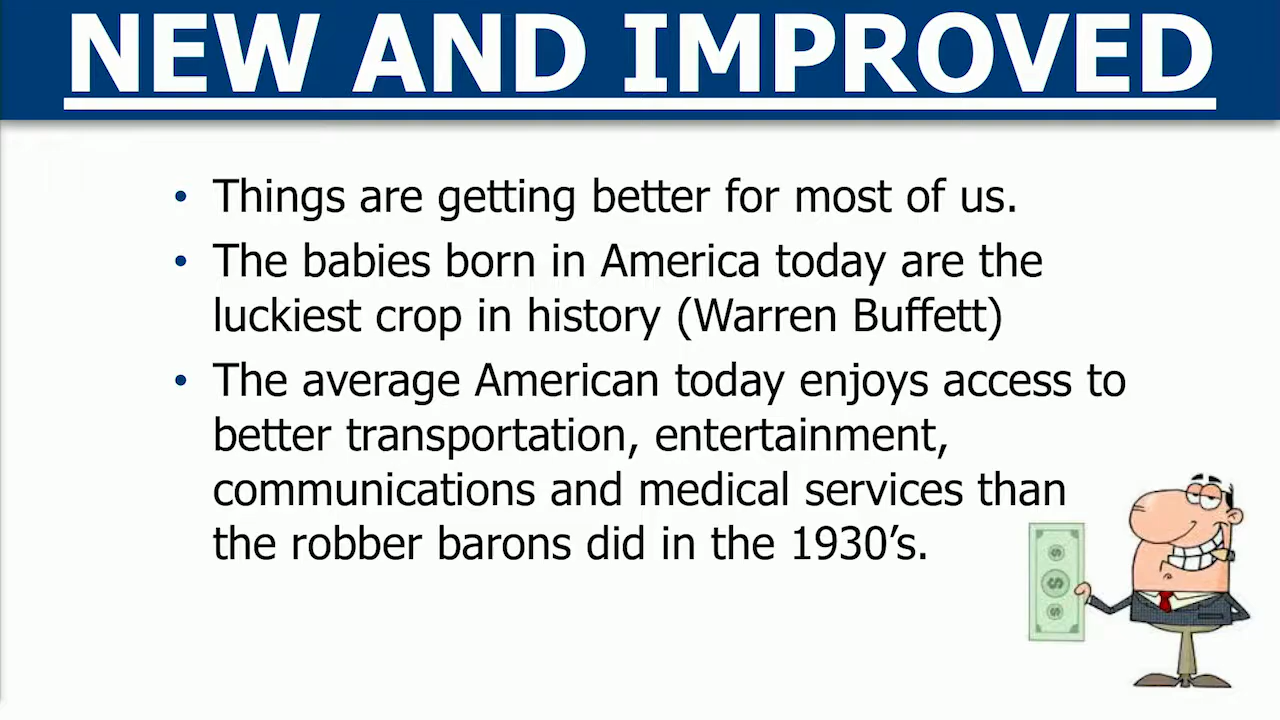 NEW AND IMPROVED
• Things are getting better for most of us.
• The babies born in America today are the
luckiest crop in history (Warren Buffett)
• The average American today enjoys access to
better transportation, entertainment,
communications and medical services than
the robber barons did in the 1930’s.